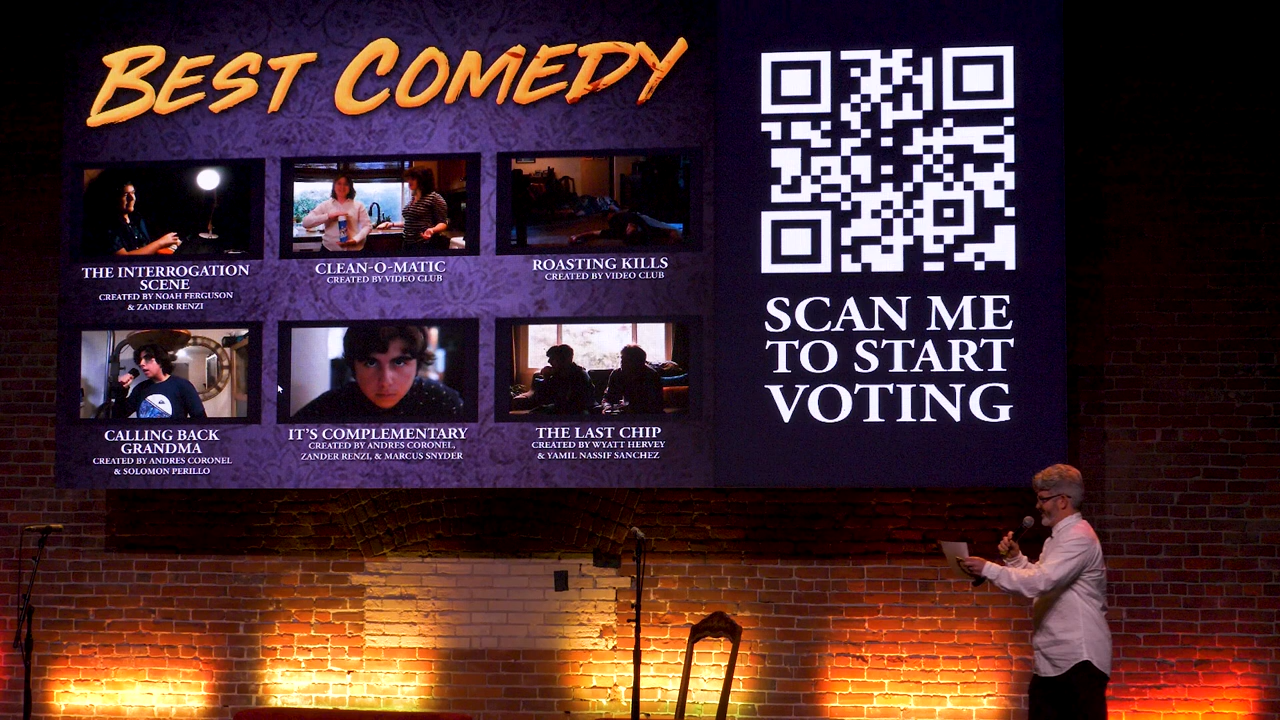 BEST COMEDY
THE INTERROGATION
SCENE
CREATED BY NOAH FERGUSON
& ZANDER RENZI
CLEAN-O-MATIC
CREATED BY VIDEO CLUB
ROASTING KILLS
CREATED BY VIDEO CLUB
CALLING BACK
GRANDMA
CREATED BY ANDRES CORONEL
& SOLOMON PERILLO
IT'S COMPLEMENTARY
CREATED BY ANDRES CORONEL,
ZANDER RENZI, & MARCUS SNYDER
THE LAST CHIP
CREATED BY WYATT HERVEY
& YAMIL NASSIF SANCHEZ
SCAN ME
TO START
VOTING